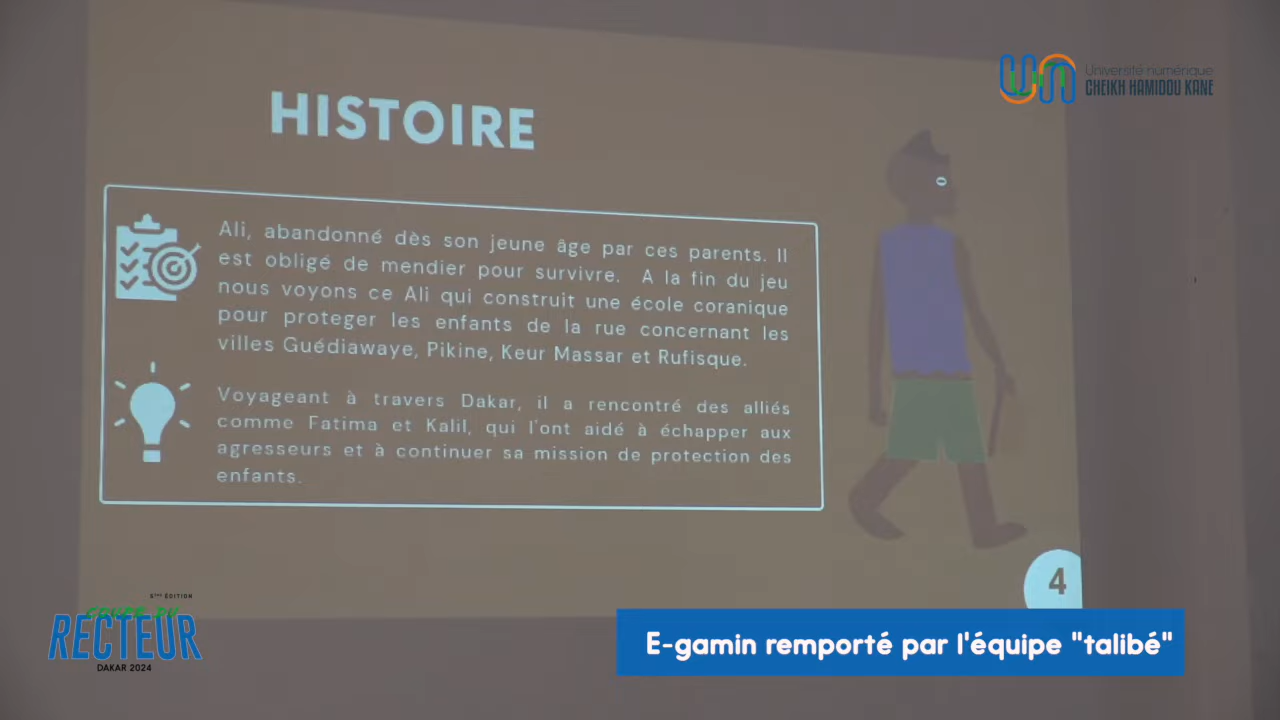 Université numérique
CHEIKH HAMIDOU KANE
HISTOIRE
Ali, abandonné dès son jeune âge par ces parents. Il
est obligé de mendier pour survivre. A la fin du jeu
nous voyons ce Ali qui construit une école coranique
pour proteger les enfants de la rue concernant les
villes Guédiawaye, Pikine, Keur Massar et Rufisque.
Voyageant à travers Dakar, il a rencontré des alliés
comme Fatima et Kalil, qui l'ont aidé à échapper aux
agresseurs et à continuer sa mission de protection des
enfants.
4
5ÈME ÉDITION
COUPE DU
RECTEUR
DAKAR 2024
E-gamin remporté par l'équipe "talibé"